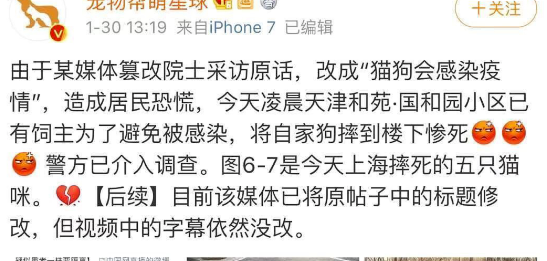 宠物帮萌星球
1-30 13:19 来自iPhone 7 已编辑
+关注
由于某媒体篡改院士采访原话，改成“猫狗会感染疫
情”，造成居民恐慌，今天凌晨天津和苑·国和园小区已
有饲主为了避免被感染，将自家狗摔到楼下惨死
警方已介入调查。图6-7是今天上海摔死的五只猫
咪。【后续】目前该媒体已将原帖子中的标题修
改，但视频中的字幕依然没改。